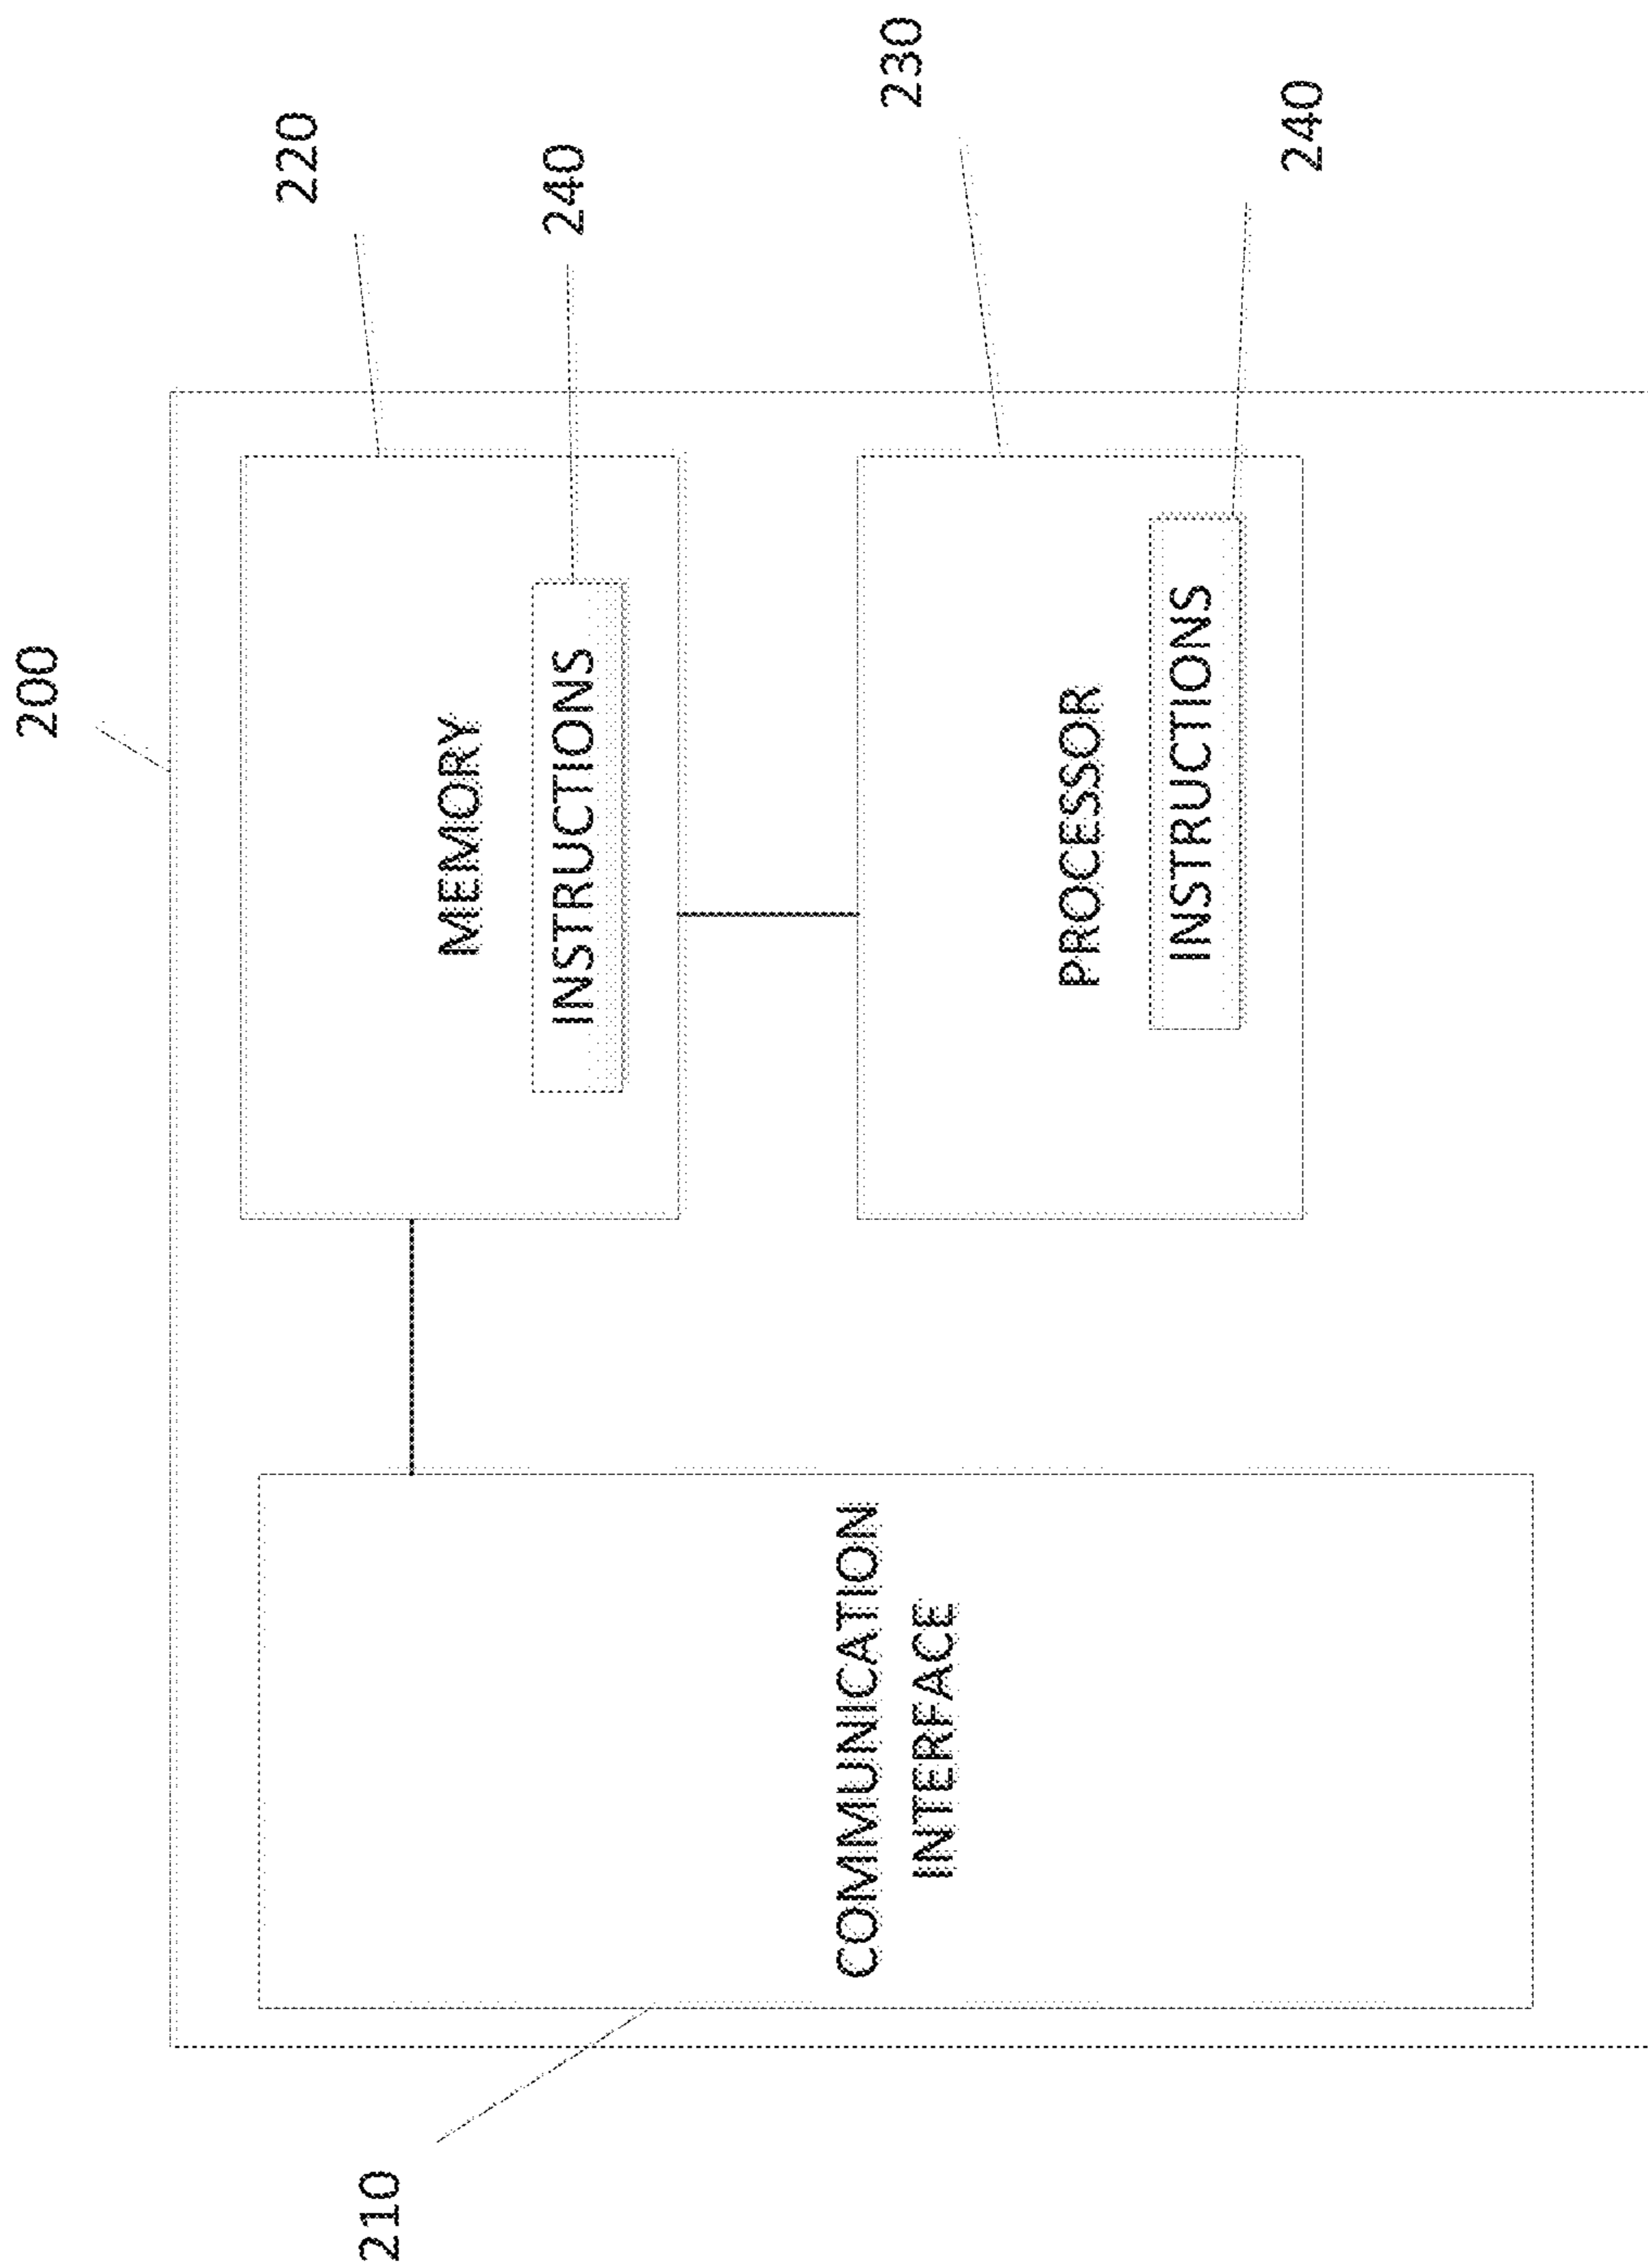 200
220
240
MEMORY
INSTRUCTIONS
230
PROCESSOR
INSTRUCTIONS
240
COMMUNICATION
INTERFACE
210